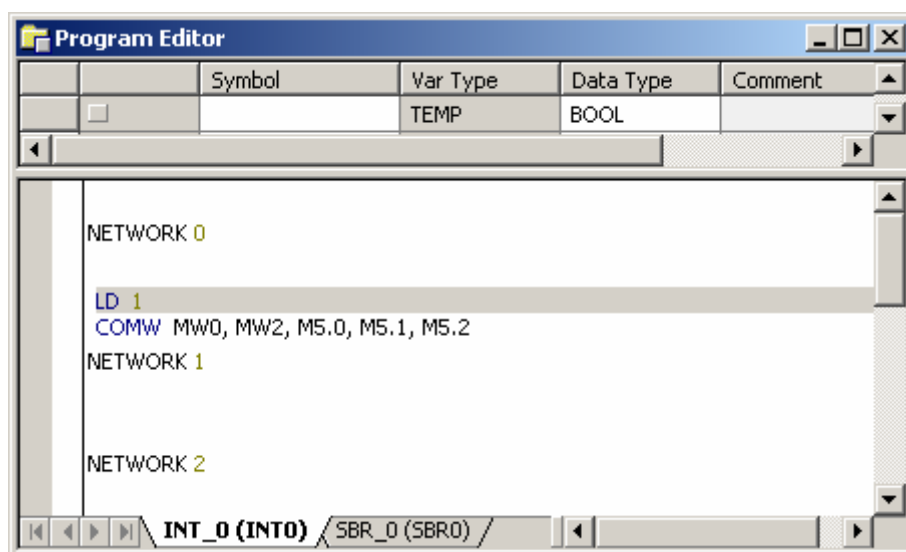 Program Editor
Symbol Var Type Data Type Comment
TEMP BOOL
NETWORK 0
LD 1
COMW MW0, MW2, M5.0, M5.1, M5.2
NETWORK 1
NETWORK 2
INT_0 (INT0) SBR_0 (SBR0)